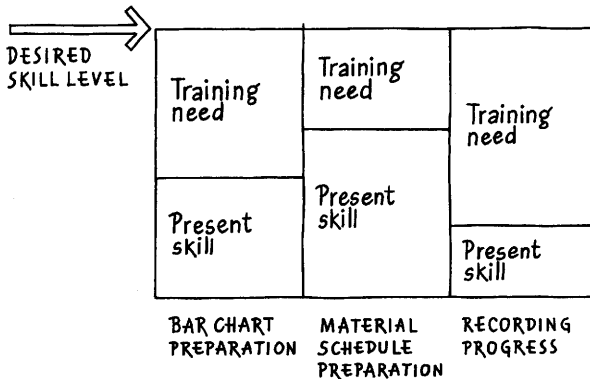 DESIRED
SKILL LEVEL
Training
need
Present
skill
Training
need
Present
skill
Training
need
Present
skill
BAR CHART
PREPARATION
MATERIAL
SCHEDULE
PREPARATION
RECORDING
PROGRESS